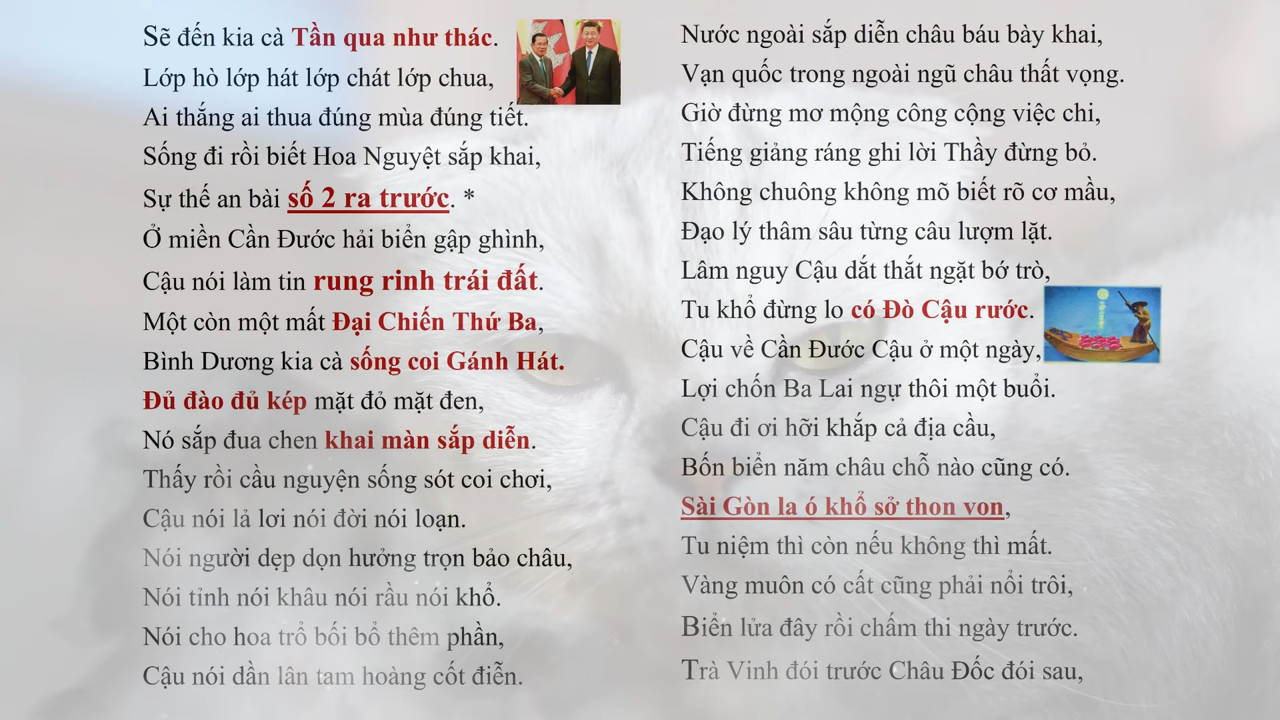 Sẽ đến kia cà Tần qua như thác.
Lớp hò lớp hát lớp chát lớp chua,
Ai thắng ai thua đúng mùa đúng tiết.
Sống đi rồi biết Hoa Nguyệt sắp khai,
Sự thế an bài số 2 ra trước. *
Ở miền Cần Đước hải biển gập ghình,
Cậu nói làm tin rung rinh trái đất.
Một còn một mất Đại Chiến Thứ Ba,
Bình Dương kia cà sống coi Gánh Hát.
Đủ đào đủ kép mặt đỏ mặt đen,
Nó sắp đua chen khai màn sắp diễn.
Thấy rồi cầu nguyện sống sót coi chơi,
Cậu nói lả lơi nói đời nói loạn.
Nói người dẹp dọn hưởng trọn bảo châu,
Nói tỉnh nói khâu nói rầu nói khổ.
Nói cho hoa trổ bối bổ thêm phần,
Cậu nói dần lân tạm hoàng cốt điễn.
Nước ngoài sắp diễn châu báu bày khai,
Vạn quốc trong ngoài ngũ châu thất vọng.
Giờ đừng mơ mộng công cộng việc chi,
Tiếng giảng ráng ghi lời Thầy đừng bỏ.
Không chuông không mõ biết rõ cơ mầu,
Đạo lý thâm sâu từng câu lượm lặt.
Lâm nguy Cậu dắt thắt ngặt bớ trò,
Tu khổ đừng lo có Đò Cậu rước.
Cậu về Cần Đước Cậu ở một ngày,
Lợi chốn Ba Lai ngự thôi một buổi.
Cậu đi ơi hỡi khắp cả địa cầu,
Bốn biển năm châu chỗ nào cũng có.
Sài Gòn la ó khổ sở thon von,
Tu niệm thì còn nếu không thì mất.
Vàng muôn có cất cũng phải nổi trôi,
Biển lửa đây rồi chấm thi ngày trước.
Trà Vinh đói trước Châu Đốc đói sau,